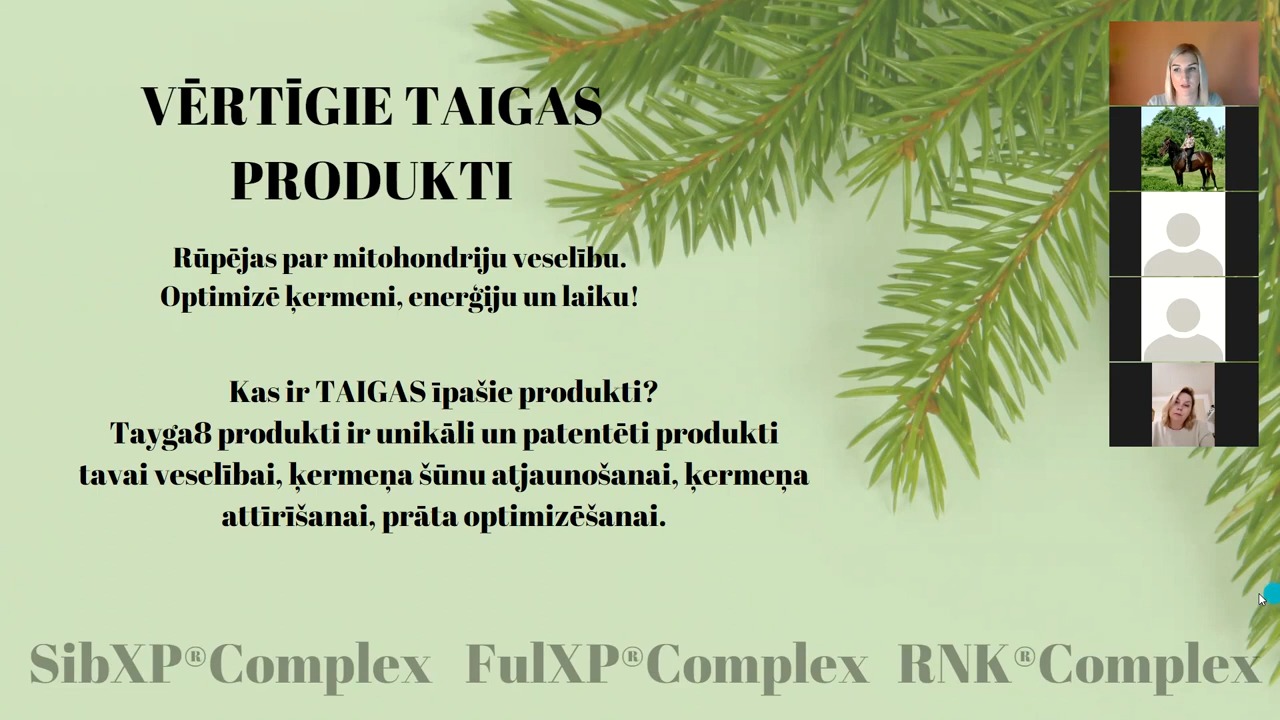 VĒRTĪGIE TAIGAS
PRODUKTI
Rūpējas par mitohondriju veselību.
Optimizē ķermeni, enerģiju un laiku!
Kas ir TAIGAS īpašie produkti?
Tayga8 produkti ir unikāli un patentēti produkti
tavai veselībai, ķermeņa šūnu atjaunošanai, ķermeņa
attīrīšanai, prāta optimizēšanai.
SibXP®Complex FulXP®Complex RNK®Complex